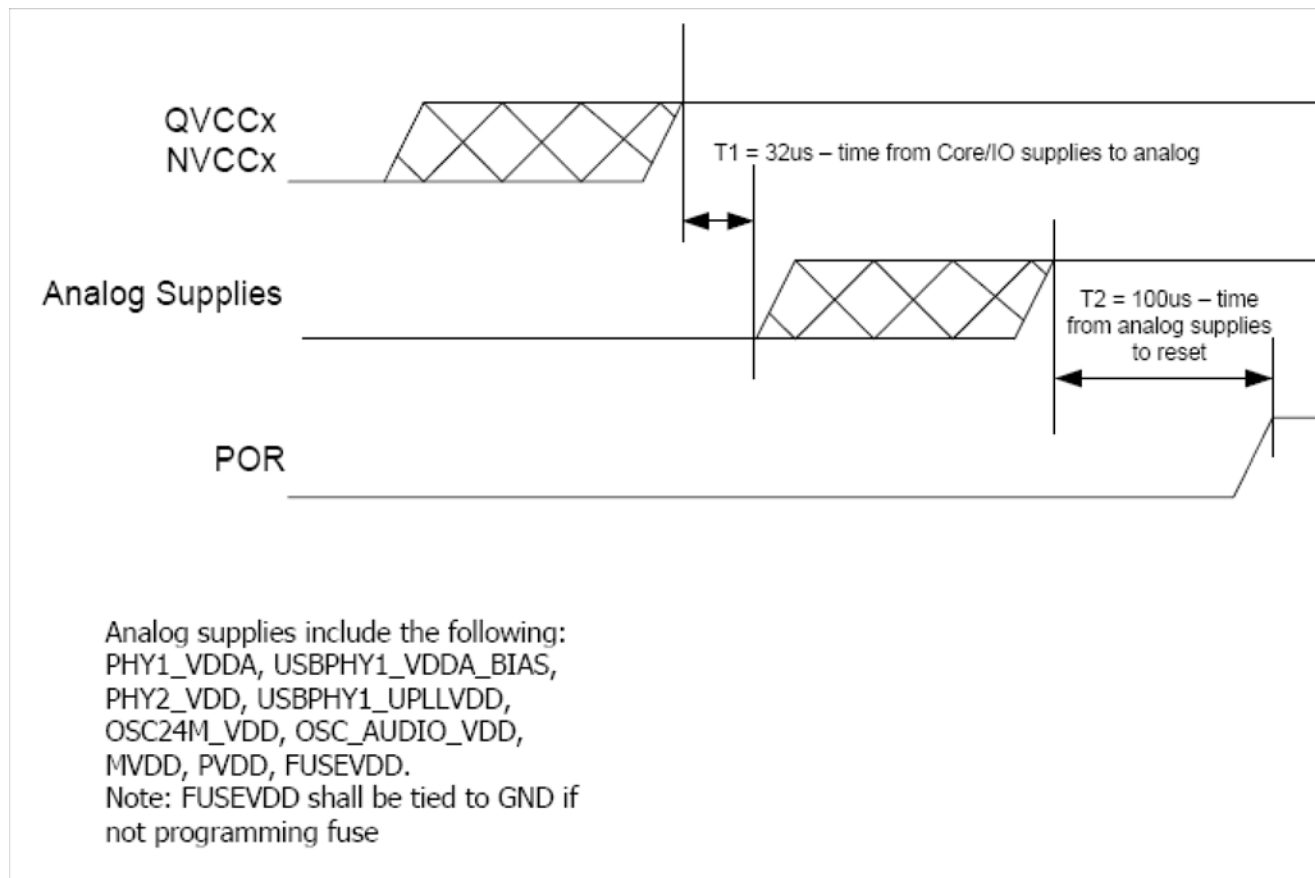 QVCCx
NVCCx
T1 = 32us – time from Core/IO supplies to analog
Analog Supplies
T2 = 100us – time
from analog supplies
to reset
POR
Analog supplies include the following:
PHY1_VDDA, USBPHY1_VDDA_BIAS,
PHY2_VDD, USBPHY1_UPLLVDD,
OSC24M_VDD, OSC_AUDIO_VDD,
MVDD, PVDD, FUSEVDD.
Note: FUSEVDD shall be tied to GND if
not programming fuse